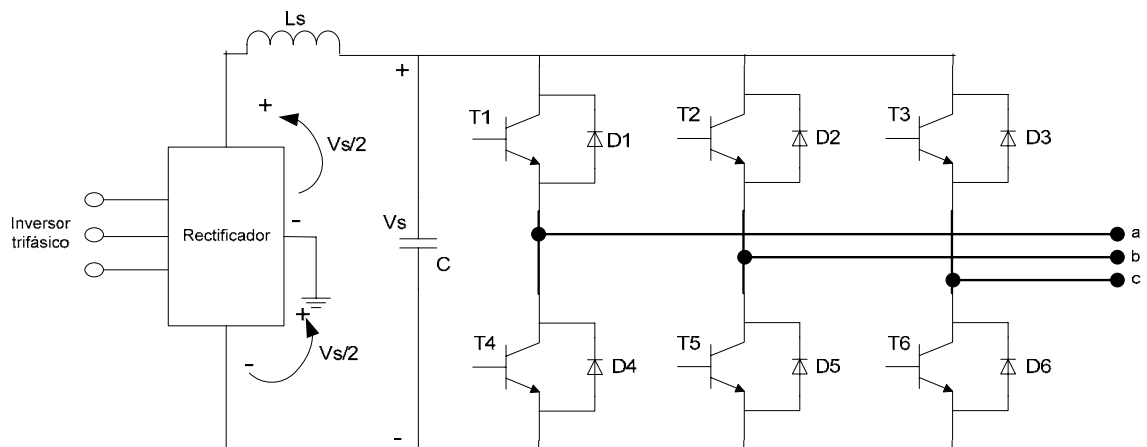 Ls
+
+
Vs/2
T1
D1
T2
D2
T3
D3
Inversor
trifásico
Rectificador
-
Vs
C
a
b
c
+
-
Vs/2
T4
D4
T5
D5
T6
D6
-